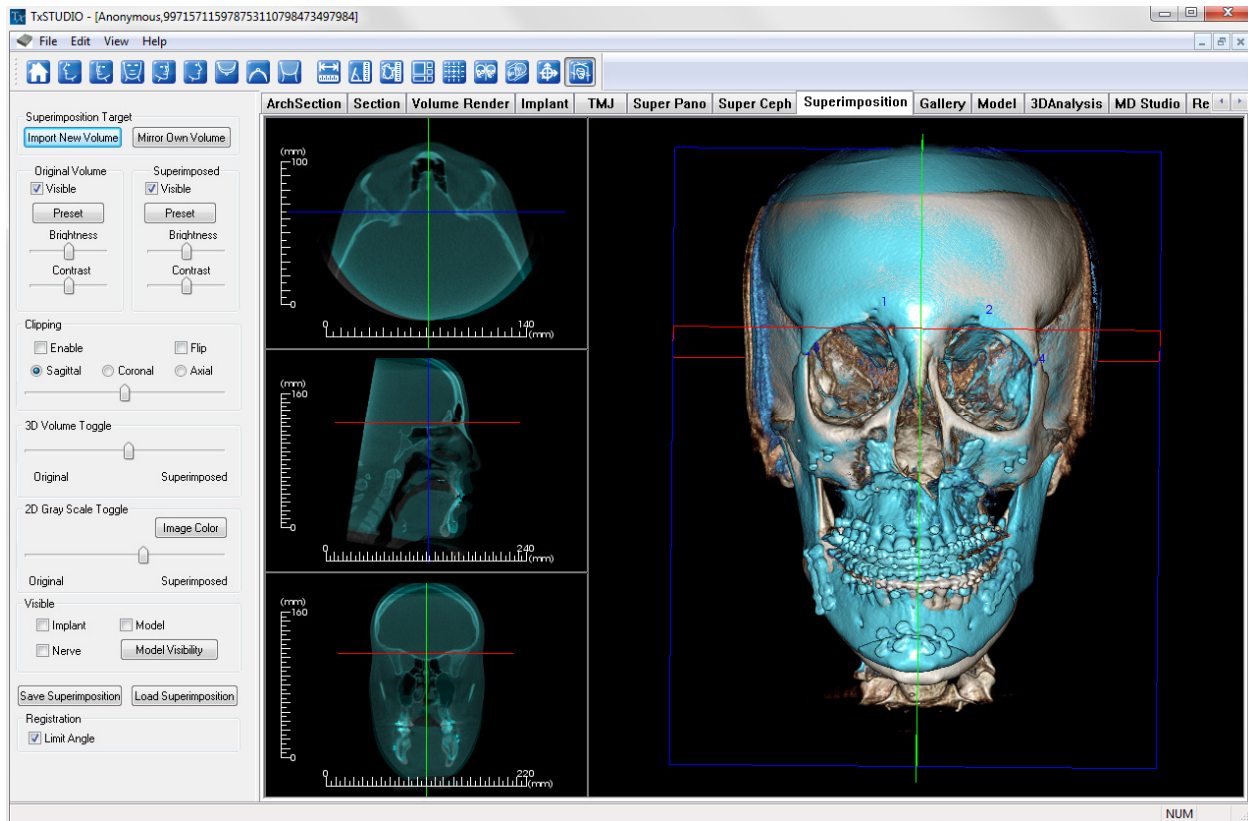 TxSTUDIO - [Anonymous,997157115978753110798473497984]
File Edit View Help
ArchSection Section Volume Render Implant TMJ Super Pano Super Ceph Superimposition Gallery Model 3DAnalysis MD Studio Re
Superimposition Target
Import New Volume Mirror Own Volume
Original Volume Superimposed
Visible Visible
Preset Preset
Brightness Brightness
Contrast Contrast
Clipping
Enable Flip
Sagittal Coronal Axial
3D Volume Toggle
Original Superimposed
2D Gray Scale Toggle
Image Color
Original Superimposed
Visible
Implant Model
Nerve Model Visibility
Save Superimposition Load Superimposition
Registration
Limit Angle
(mm)
100
0
0 140
(mm)
(mm)
160
0
0 240
(mm)
(mm)
160
0
0 220
(mm)
1 2
4
NUM